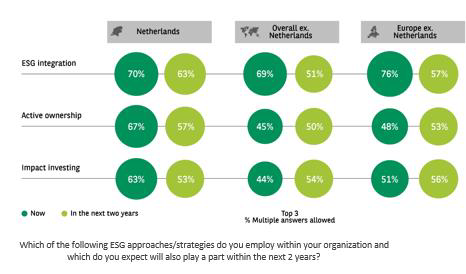 Netherlands
Overall ex.
Netherlands
Europe ex.
Netherlands
ESG integration
70% 63% 69% 51% 76% 57%
Active ownership
67% 57% 45% 50% 48% 53%
Impact investing
63% 53% 44% 54% 51% 56%
Now
In the next two years
Top 3
% Multiple answers allowed
Which of the following ESG approaches/strategies do you employ within your organization and
which do you expect will also play a part within the next 2 years?